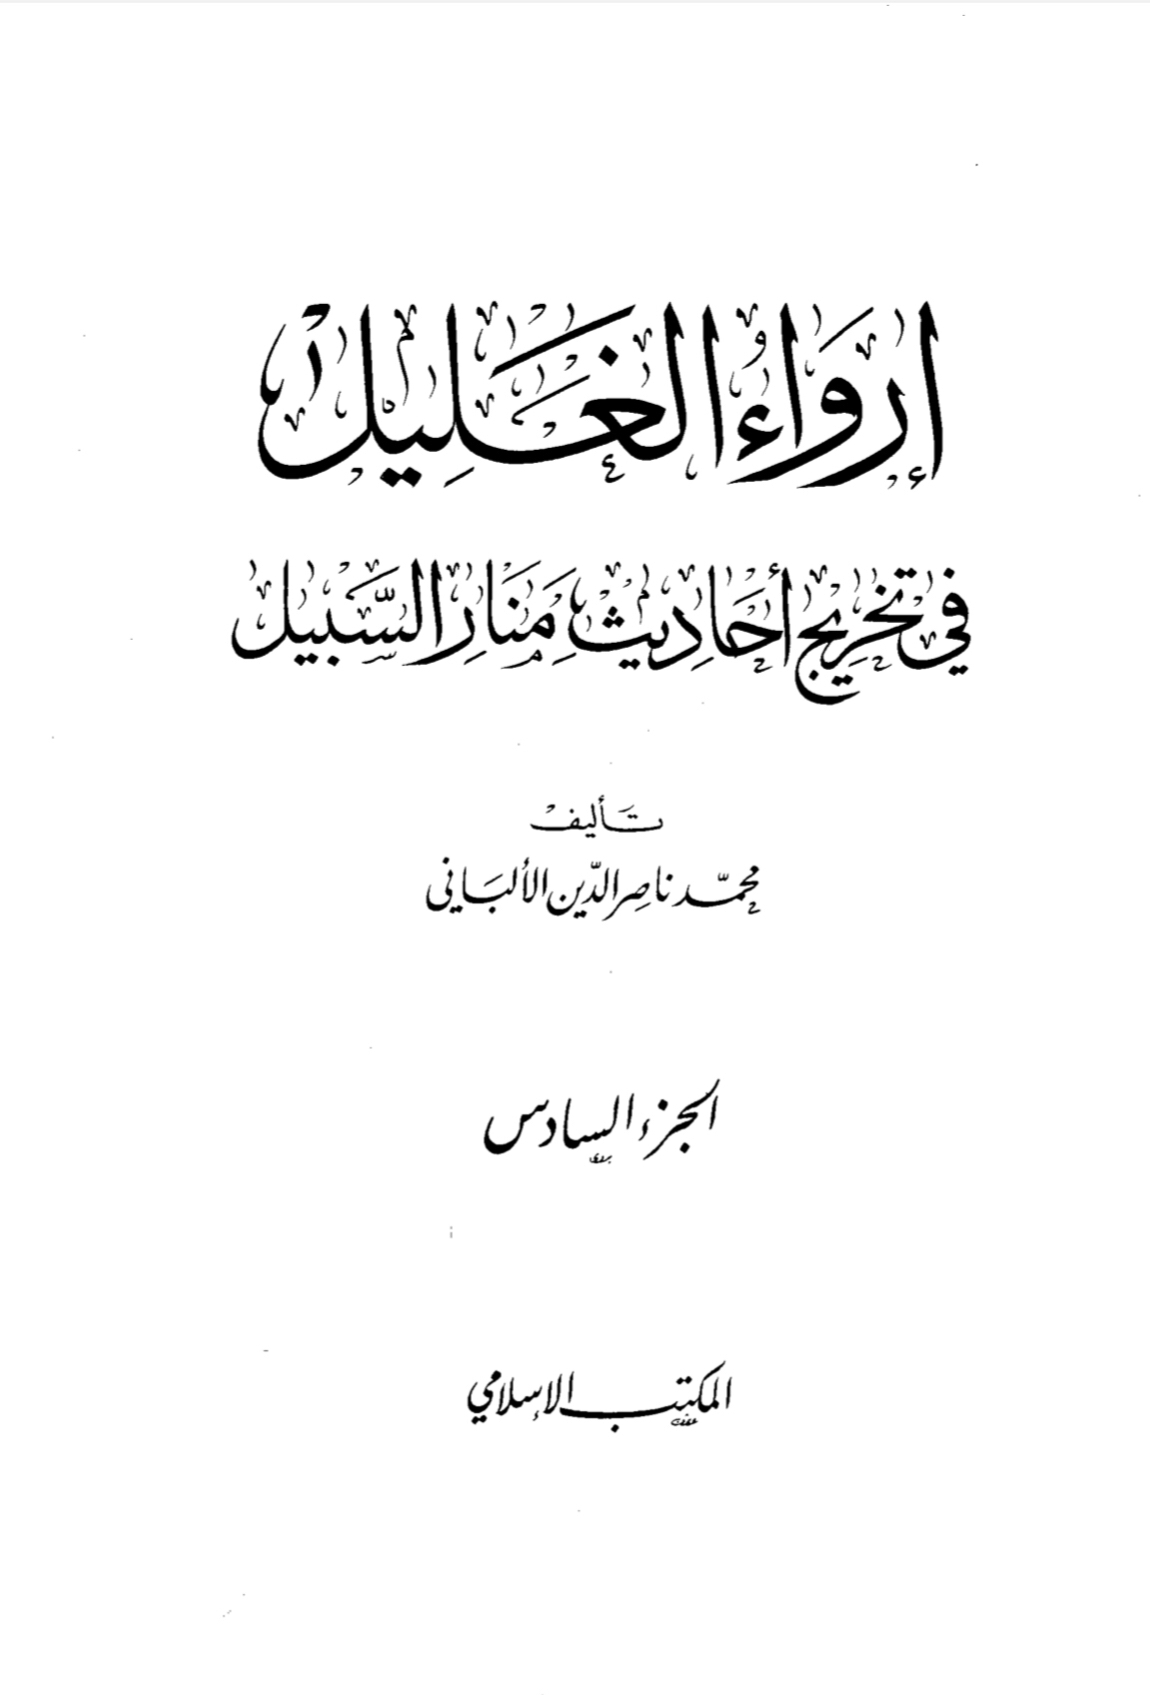 إرواء الغليل
في تخريج أحاديث منار السبيل
تأليف
محمد ناصر الدين الألباني
الجزء السادس
المكتب الإسلامي